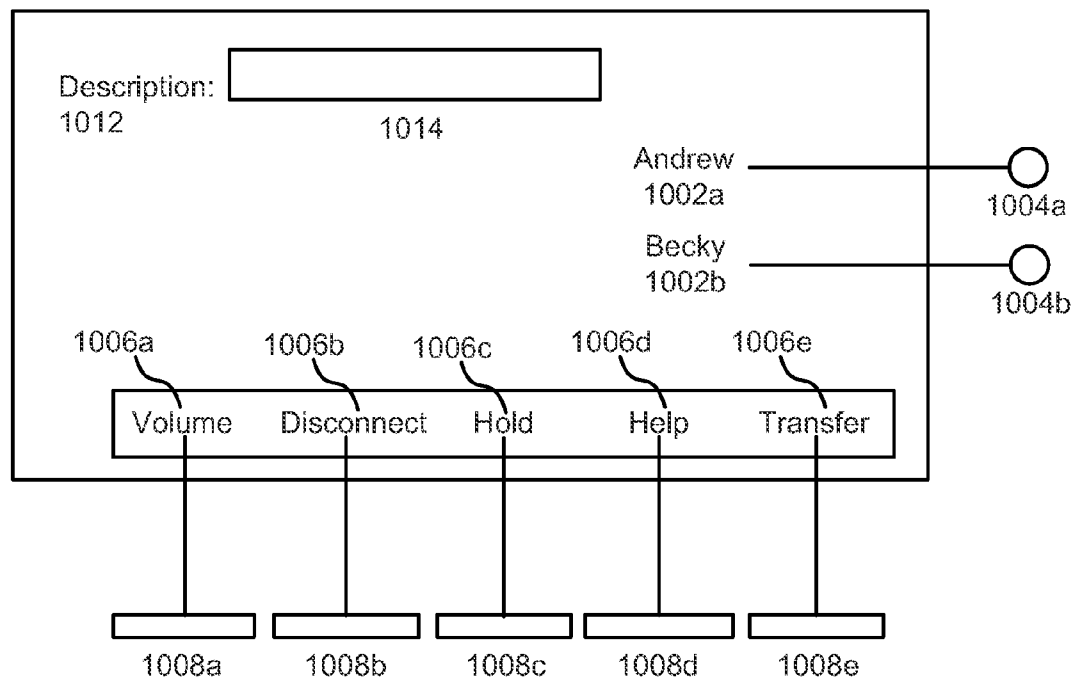 Description:
1012
1014
Andrew
1002a
1004a
Becky
1002b
1004b
1006a 1006b 1006c 1006d 1006e
Volume Disconnect Hold Help Transfer
1008a 1008b 1008c 1008d 1008e